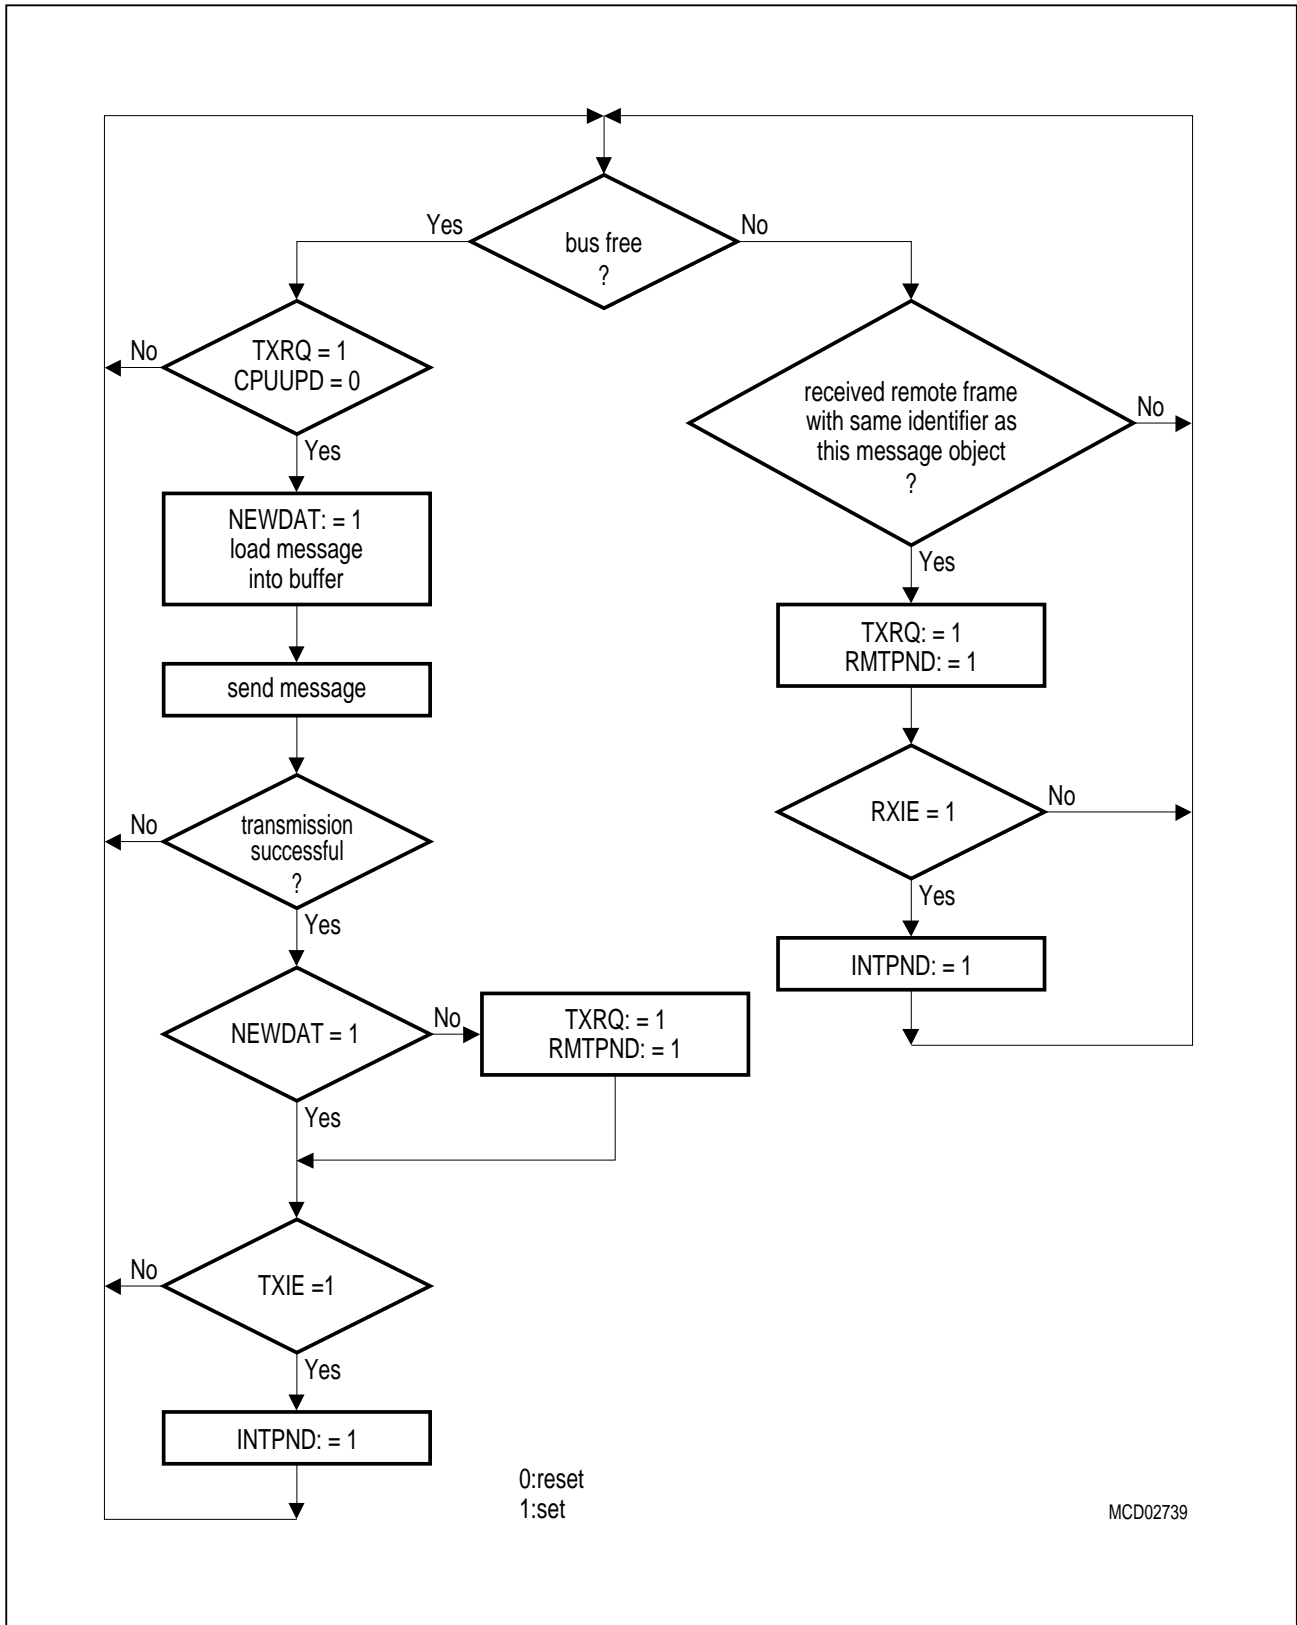 bus free
?
Yes
No
TXRQ = 1
CPUUPD = 0
No
Yes
NEWDAT: = 1
load message
into buffer
send message
transmission
successful
?
No
Yes
NEWDAT = 1
No
TXRQ: = 1
RMTPND: = 1
Yes
TXIE =1
No
Yes
INTPND: = 1
received remote frame
with same identifier as
this message object
?
No
Yes
TXRQ: = 1
RMTPND: = 1
RXIE = 1
No
Yes
INTPND: = 1
0:reset
1:set
MCD02739